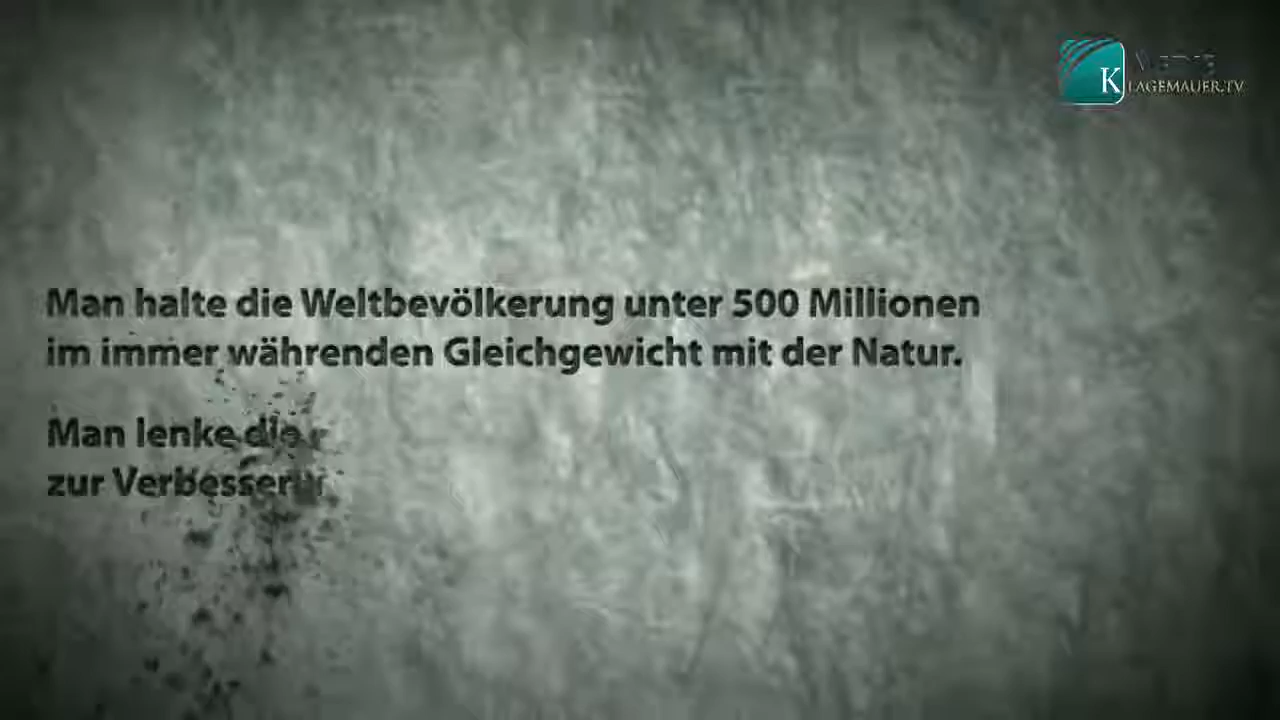 K
LAGEMAUER.TV
Man halte die Weltbevölkerung unter 500 Millionen
im immer währenden Gleichgewicht mit der Natur.
Man lenke die
zur Verbesser